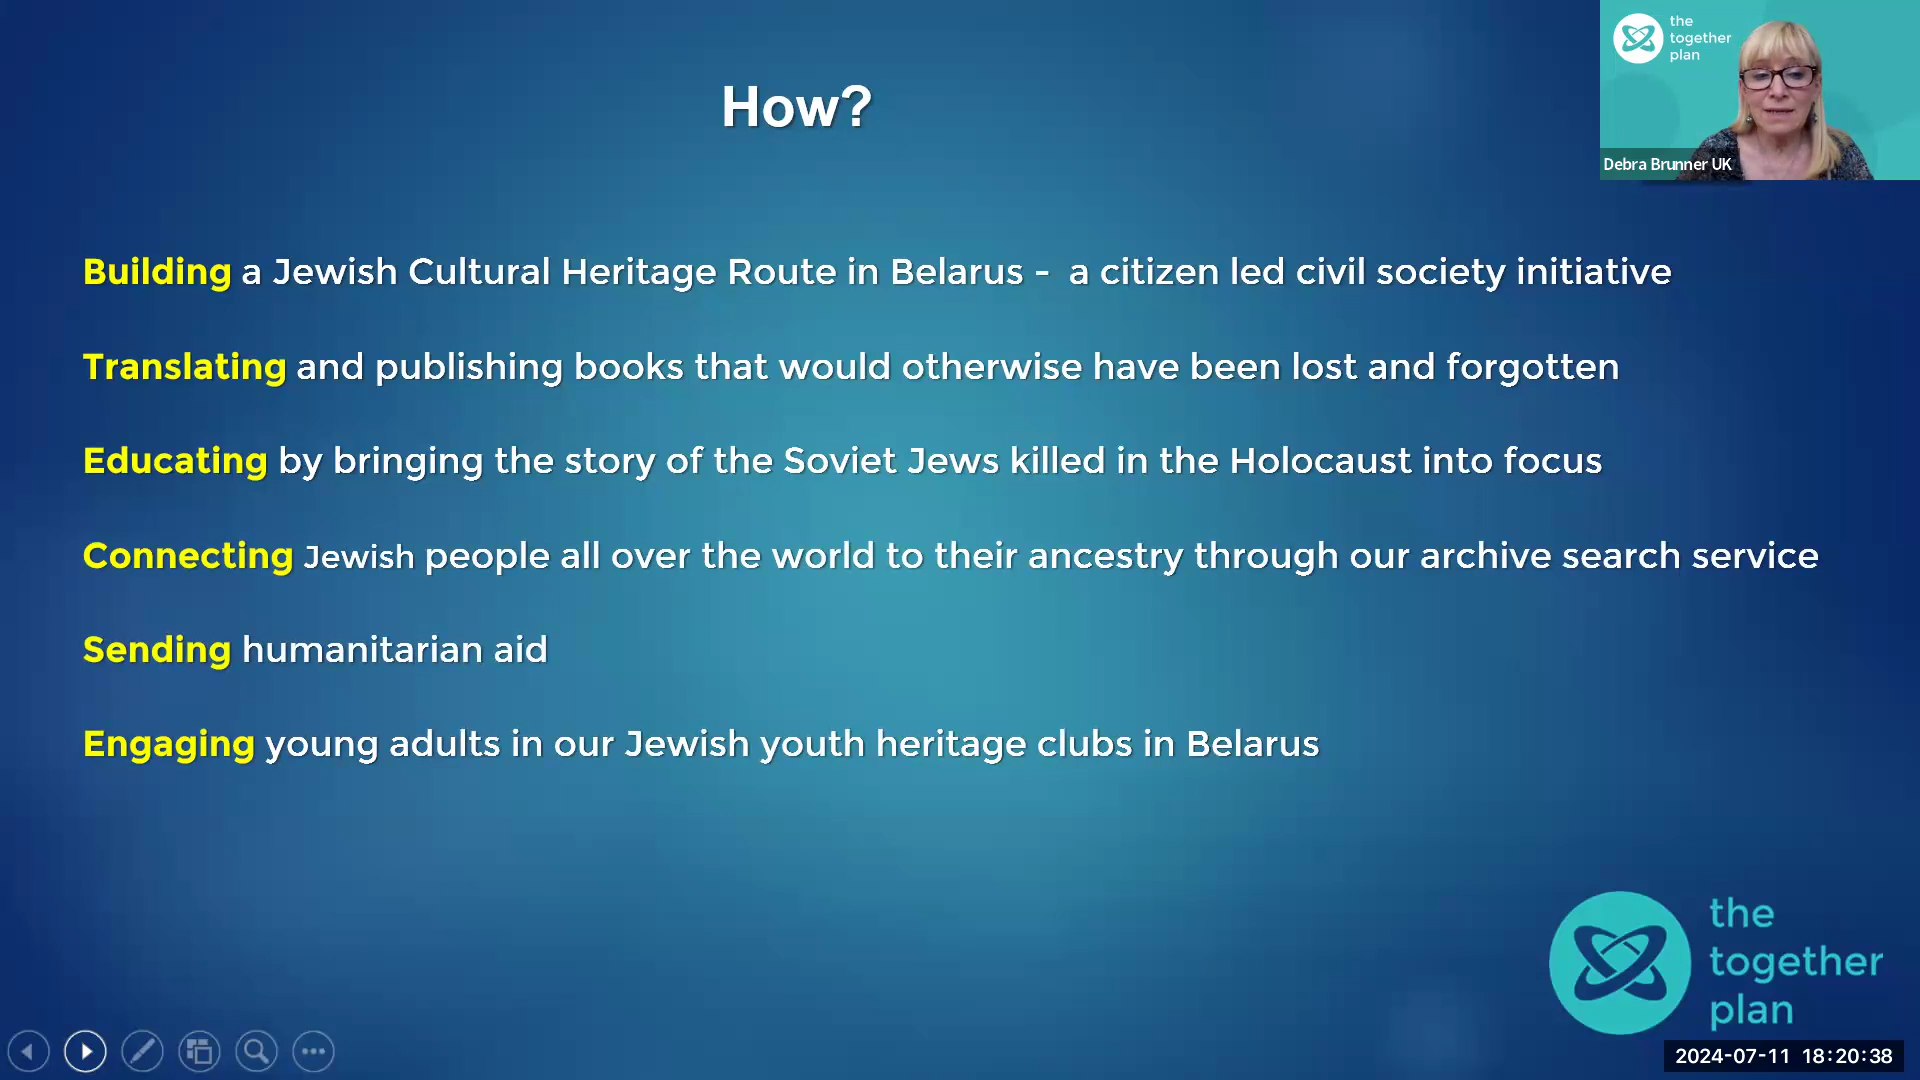 the
together
plan
Debra Brunner UK
How?
Building a Jewish Cultural Heritage Route in Belarus - a citizen led civil society initiative
Translating and publishing books that would otherwise have been lost and forgotten
Educating by bringing the story of the Soviet Jews killed in the Holocaust into focus
Connecting Jewish people all over the world to their ancestry through our archive search service
Sending humanitarian aid
Engaging young adults in our Jewish youth heritage clubs in Belarus
the
together
plan
2024-07-11 18:20:38